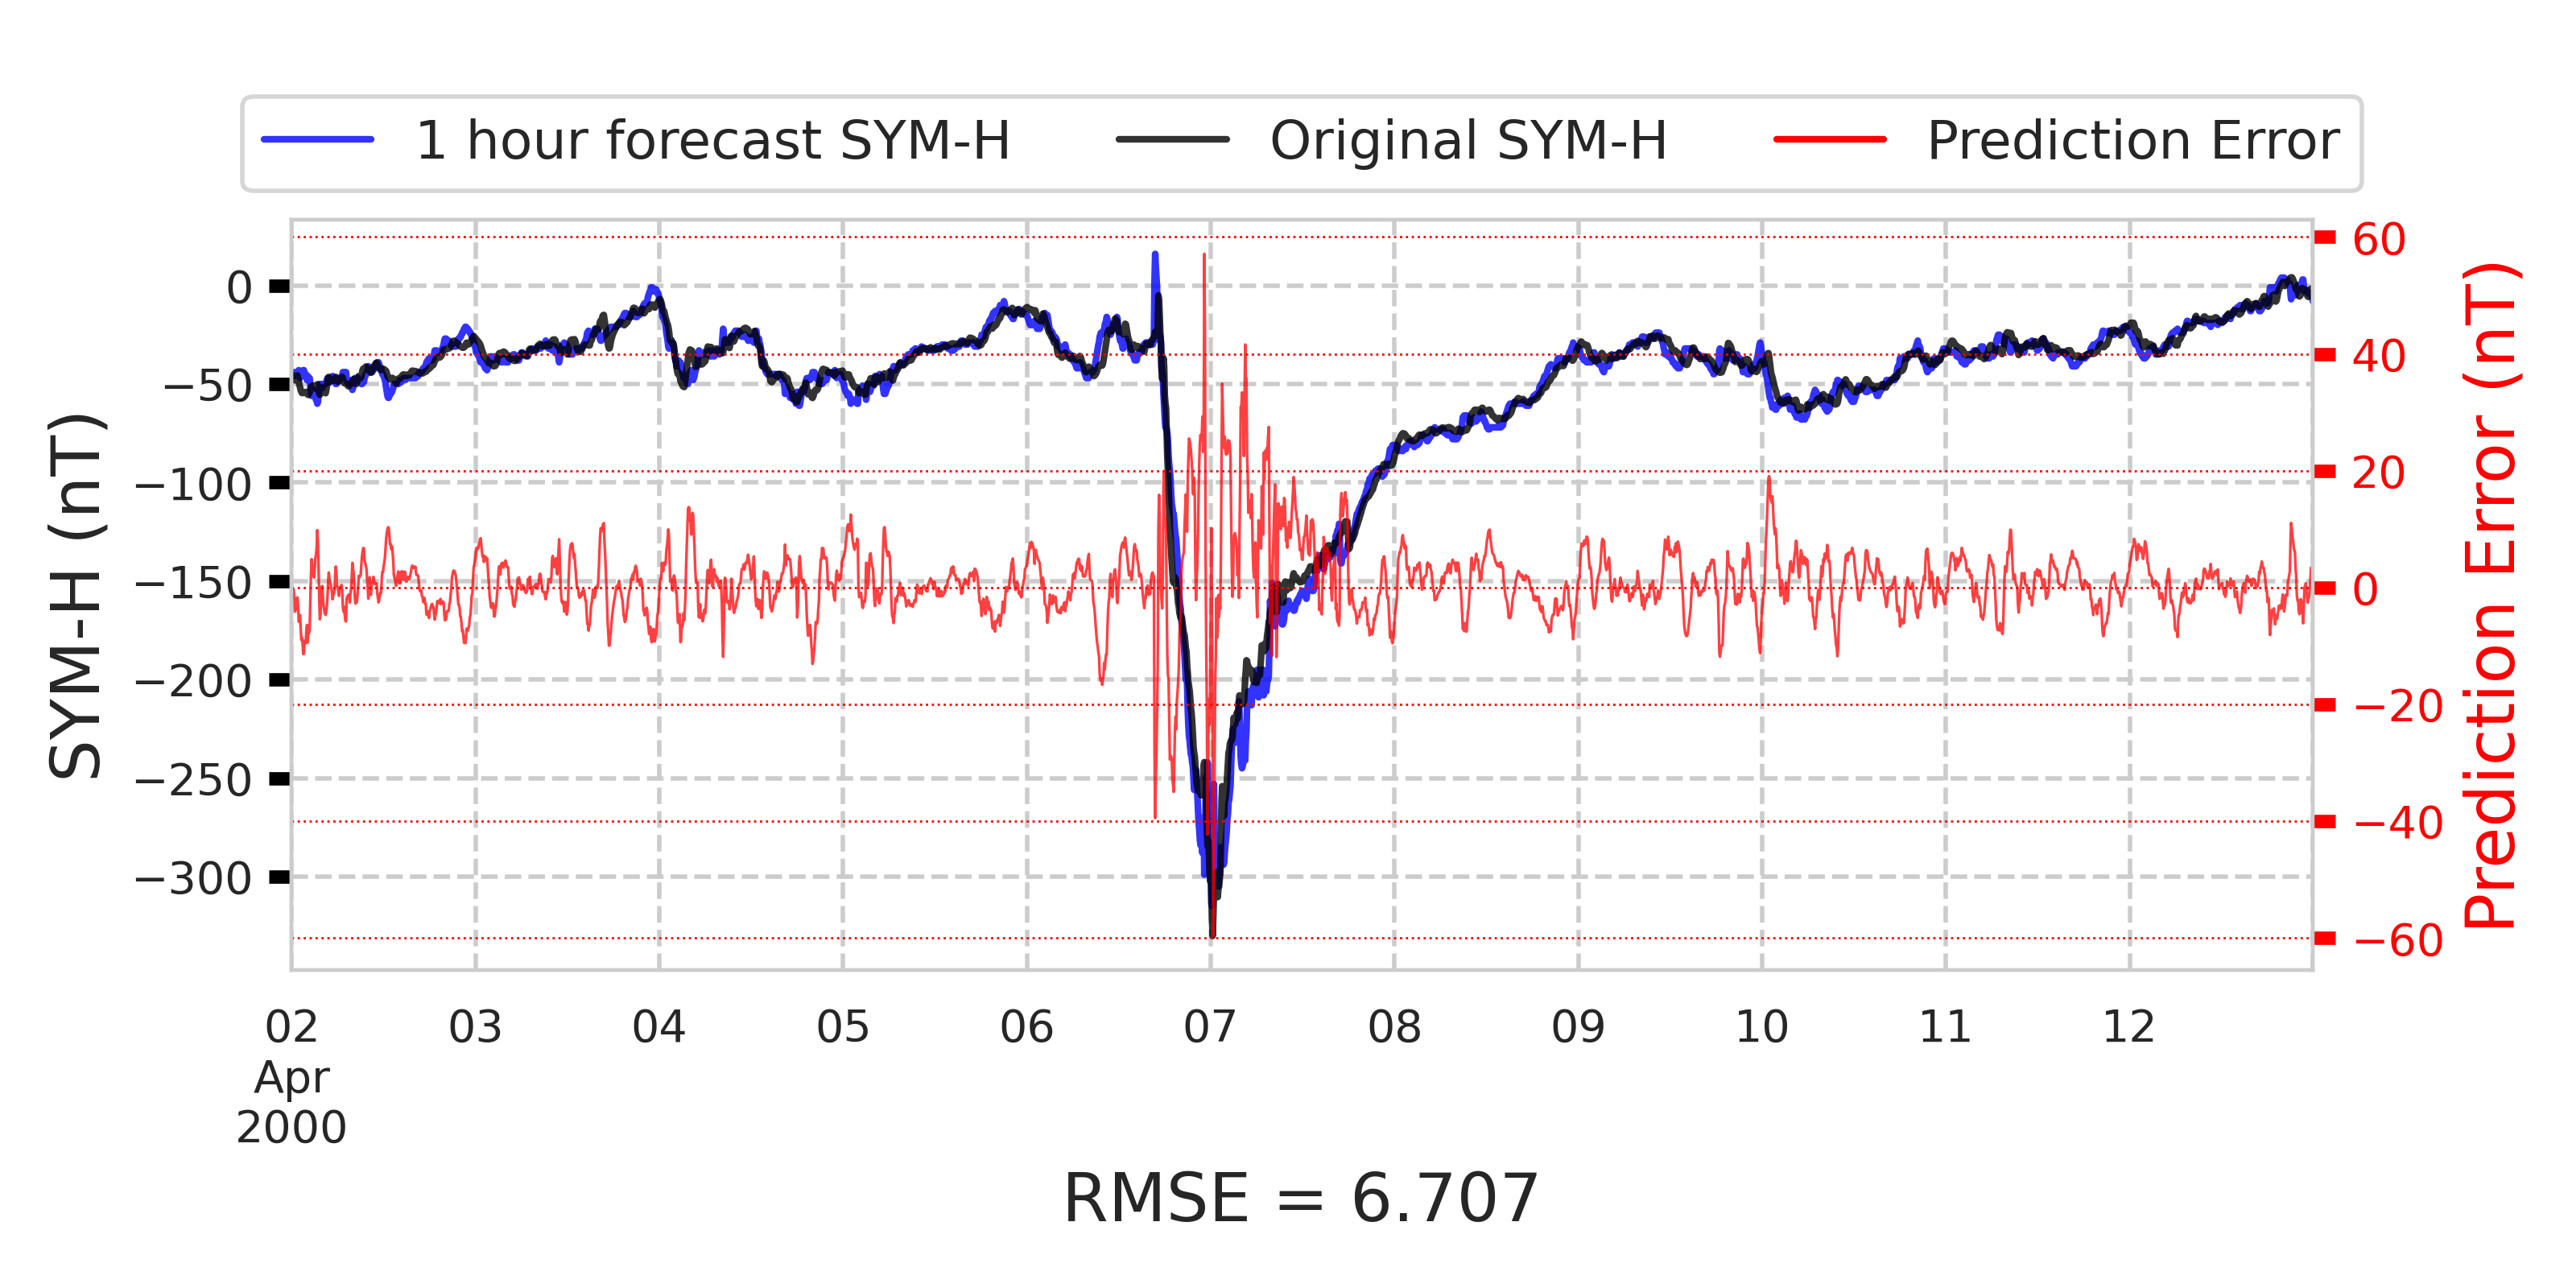 1 hour forecast SYM-H
Original SYM-H
Prediction Error
SYM-H (nT)
0
−50
−100
−150
−200
−250
−300
60
40
20
0
−20
−40
−60
Prediction Error (nT)
02 03 04 05 06 07 08 09 10 11 12
Apr
2000
RMSE = 6.707